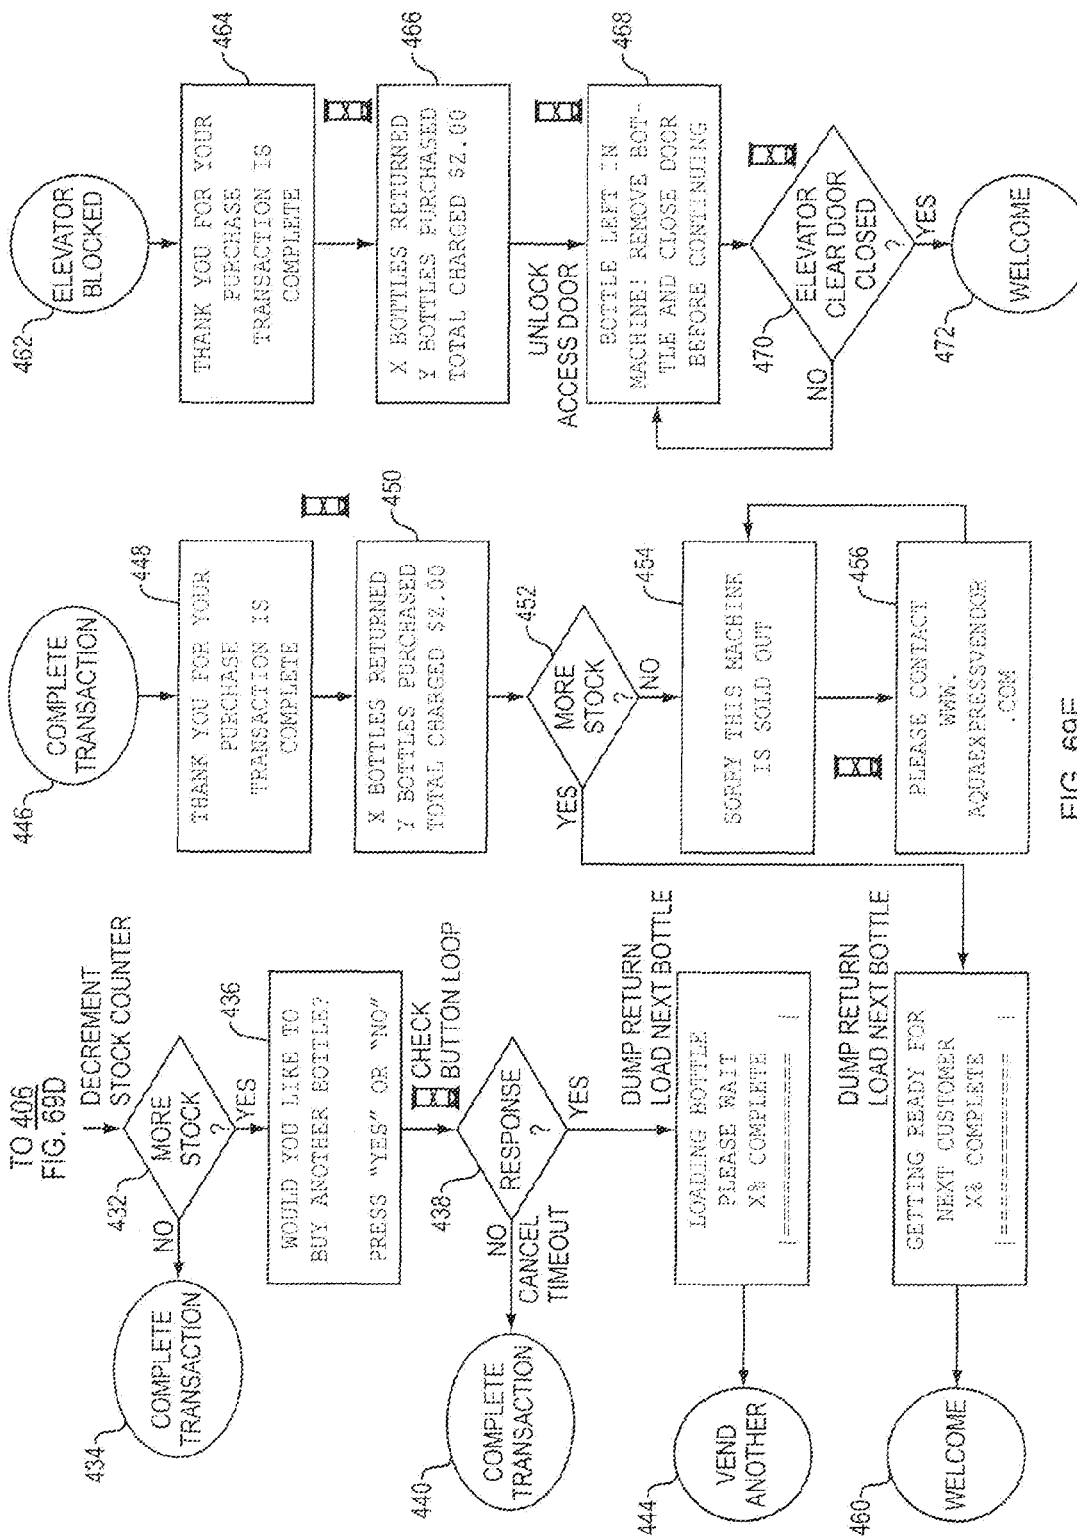 TO 406
FIG. 69D
DECREMENT
STOCK COUNTER
432
MORE
STOCK
?
NO
YES
434
COMPLETE
TRANSACTION
436
WOULD YOU LIKE TO
BUY ANOTHER BOTTLE?
PRESS "YES" OR "NO"
CHECK
BUTTON LOOP
438
RESPONSE
?
NO
CANCEL
TIMEOUT
YES
440
COMPLETE
TRANSACTION
DUMP RETURN
LOAD NEXT BOTTLE
LOADING BOTTLE
PLEASE WAIT
X% COMPLETE
|========== |
444
VEND
ANOTHER
DUMP RETURN
LOAD NEXT BOTTLE
GETTING READY FOR
NEXT CUSTOMER
X% COMPLETE
|========== |
460
WELCOME
446
COMPLETE
TRANSACTION
448
THANK YOU FOR YOUR
PURCHASE
TRANSACTION IS
COMPLETE
450
X BOTTLES RETURNED
Y BOTTLES PURCHASED
TOTAL CHARGED $2.00
452
MORE
STOCK
?
YES
NO
454
SORRY THIS MACHINE
IS SOLD OUT
456
PLEASE CONTACT
WWW.
AQUAEXPRESSVENDOR
.COM
462
ELEVATOR
BLOCKED
464
THANK YOU FOR YOUR
PURCHASE
TRANSACTION IS
COMPLETE
466
X BOTTLES RETURNED
Y BOTTLES PURCHASED
TOTAL CHARGED $2.00
UNLOCK
ACCESS DOOR
468
BOTTLE LEFT IN
MACHINE! REMOVE BOT-
TLE AND CLOSE DOOR
BEFORE CONTINUING
470
ELEVATOR
CLEAR DOOR
CLOSED
?
NO
YES
472
WELCOME
FIG. 69E